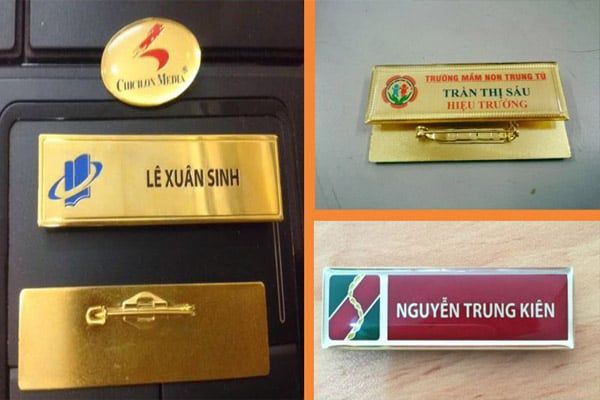 CHICILON MEDIA®
LÊ XUÂN SINH
TRƯỜNG MẦM NON TRUNG TÚ
TRẦN THỊ SÁU
HIỆU TRƯỞNG
NGUYỄN TRUNG KIÊN